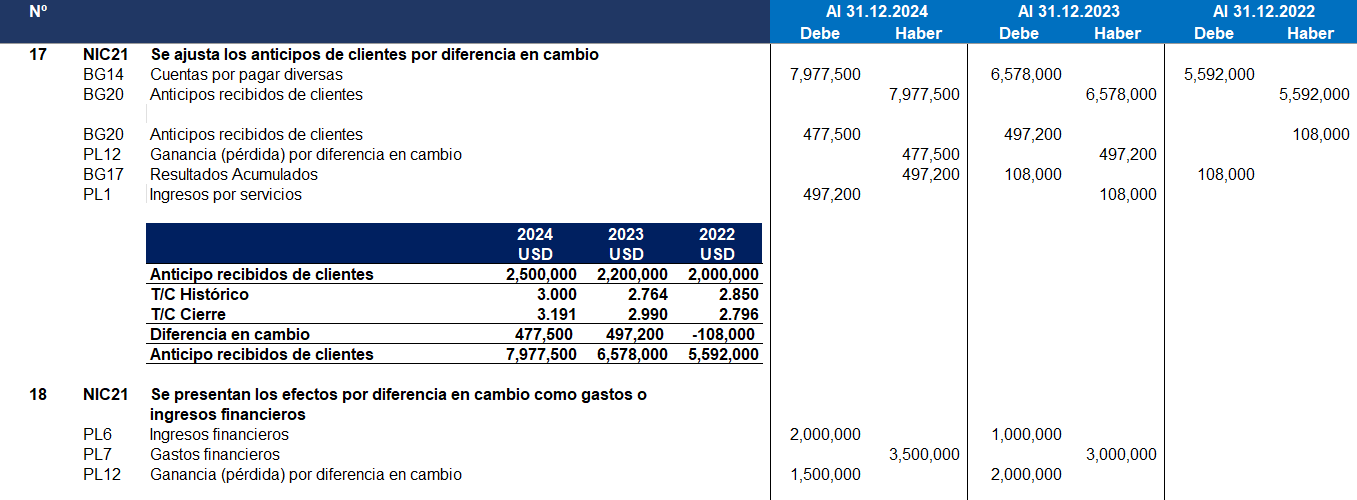 Nº Al 31.12.2024 Al 31.12.2023 Al 31.12.2022
Debe Haber Debe Haber Debe Haber
17 NIC21 Se ajusta los anticipos de clientes por diferencia en cambio
BG14 Cuentas por pagar diversas 7,977,500 6,578,000 5,592,000
BG20 Anticipos recibidos de clientes 7,977,500 6,578,000 5,592,000
BG20 Anticipos recibidos de clientes 477,500 497,200 108,000
PL12 Ganancia (pérdida) por diferencia en cambio 477,500 497,200
BG17 Resultados Acumulados 497,200 108,000 108,000
PL1 Ingresos por servicios 497,200 108,000
2024 2023 2022
USD USD USD
Anticipo recibidos de clientes 2,500,000 2,200,000 2,000,000
T/C Histórico 3.000 2.764 2.850
T/C Cierre 3.191 2.990 2.796
Diferencia en cambio 477,500 497,200 -108,000
Anticipo recibidos de clientes 7,977,500 6,578,000 5,592,000
18 NIC21 Se presentan los efectos por diferencia en cambio como gastos o
ingresos financieros
PL6 Ingresos financieros 2,000,000 1,000,000
PL7 Gastos financieros 3,500,000 3,000,000
PL12 Ganancia (pérdida) por diferencia en cambio 1,500,000 2,000,000